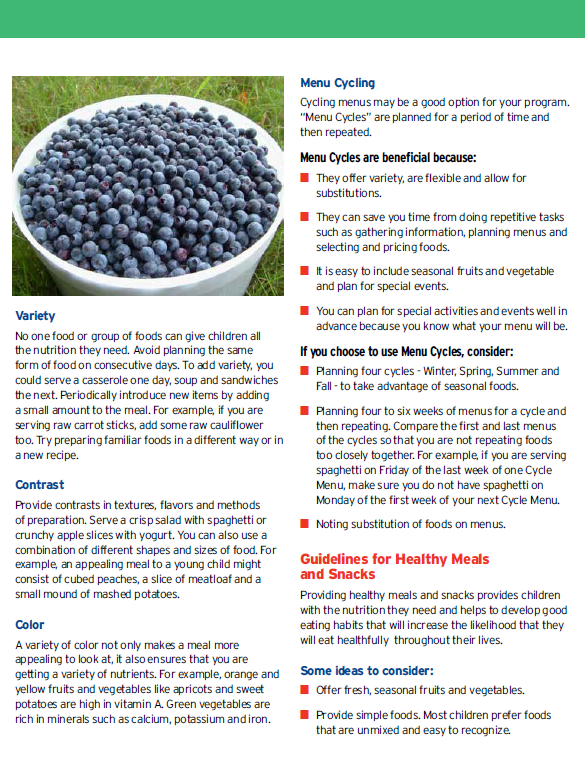 Variety
No one food or group of foods can give children all
the nutrition they need. Avoid planning the same
form of food on consecutive days. To add variety, you
could serve a casserole one day, soup and sandwiches
the next. Periodically introduce new items by adding
a small amount to the meal. For example, if you are
serving raw carrot sticks, add some raw cauliflower
too. Try preparing familiar foods in a different way or in
a new recipe.
Contrast
Provide contrasts in textures, flavors and methods
of preparation. Serve a crisp salad with spaghetti or
crunchy apple slices with yogurt. You can also use a
combination of different shapes and sizes of food. For
example, an appealing meal to a young child might
consist of cubed peaches, a slice of meatloaf and a
small mound of mashed potatoes.
Color
A variety of color not only makes a meal more
appealing to look at, it also ensures that you are
getting a variety of nutrients. For example, orange and
yellow fruits and vegetables like apricots and sweet
potatoes are high in vitamin A. Green vegetables are
rich in minerals such as calcium, potassium and iron.
Menu Cycling
Cycling menus may be a good option for your program.
“Menu Cycles” are planned for a period of time and
then repeated.
Menu Cycles are beneficial because:
They offer variety, are flexible and allow for
substitutions.
They can save you time from doing repetitive tasks
such as gathering information, planning menus and
selecting and pricing foods.
It is easy to include seasonal fruits and vegetable
and plan for special events.
You can plan for special activities and events well in
advance because you know what your menu will be.
If you choose to use Menu Cycles, consider:
Planning four cycles - Winter, Spring, Summer and
Fall - to take advantage of seasonal foods.
Planning four to six weeks of menus for a cycle and
then repeating. Compare the first and last menus
of the cycles so that you are not repeating foods
too closely together. For example, if you are serving
spaghetti on Friday of the last week of one Cycle
Menu, make sure you do not have spaghetti on
Monday of the first week of your next Cycle Menu.
Noting substitution of foods on menus.
Guidelines for Healthy Meals
and Snacks
Providing healthy meals and snacks provides children
with the nutrition they need and helps to develop good
eating habits that will increase the likelihood that they
will eat healthfully throughout their lives.
Some ideas to consider:
Offer fresh, seasonal fruits and vegetables.
Provide simple foods. Most children prefer foods
that are unmixed and easy to recognize.